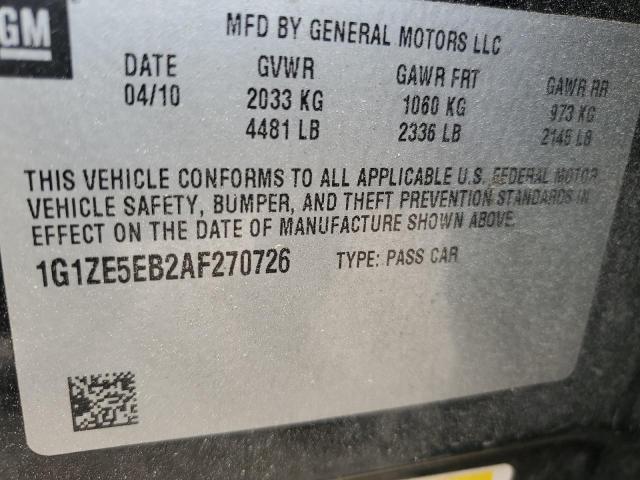 GM
MFD BY GENERAL MOTORS LLC
DATE GVWR GAWR FRT GAWR RR
04/10 2033 KG 1060 KG 973 KG
4481 LB 2336 LB 2145 LB
THIS VEHICLE CONFORMS TO ALL APPLICABLE U.S. FEDERAL MOTOR
VEHICLE SAFETY, BUMPER, AND THEFT PREVENTION STANDARDS IN
EFFECT ON THE DATE OF MANUFACTURE SHOWN ABOVE.
1G1ZE5EB2AF270726 TYPE: PASS CAR